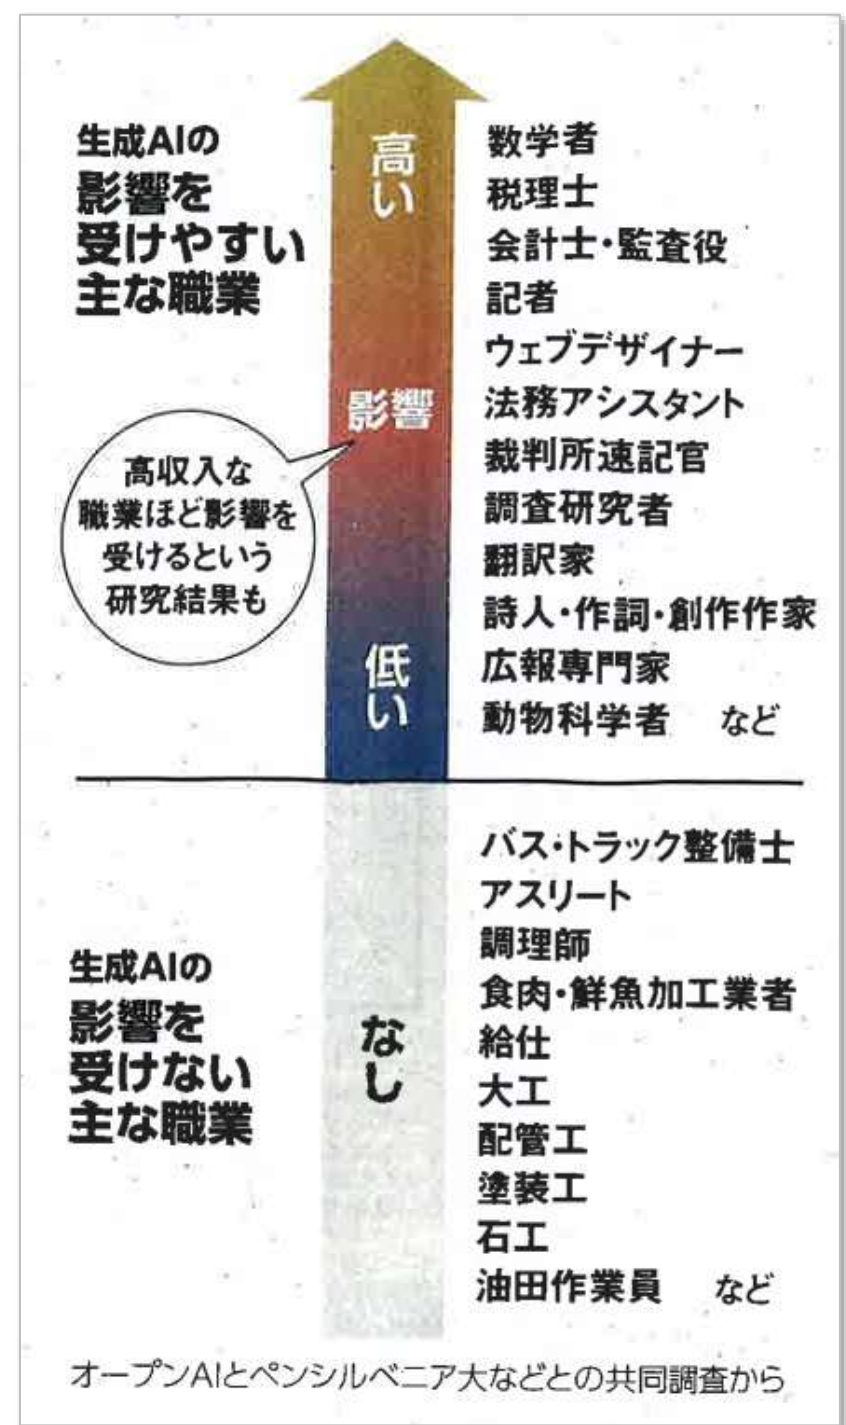 生成AIの
影響を
受けやすい
主な職業
高い
影響
低い
高収入な
職業ほど影響を
受けるという
研究結果も
数学者
税理士
会計士・監査役
記者
ウェブデザイナー
法務アシスタント
裁判所速記官
調査研究者
翻訳家
詩人・作詞・創作作家
広報専門家
動物科学者 など
生成AIの
影響を
受けない
主な職業
なし
バス・トラック整備士
アスリート
調理師
食肉・鮮魚加工業者
給仕
大工
配管工
塗装工
石工
油田作業員 など
オープンAIとペンシルベニア大などとの共同調査から